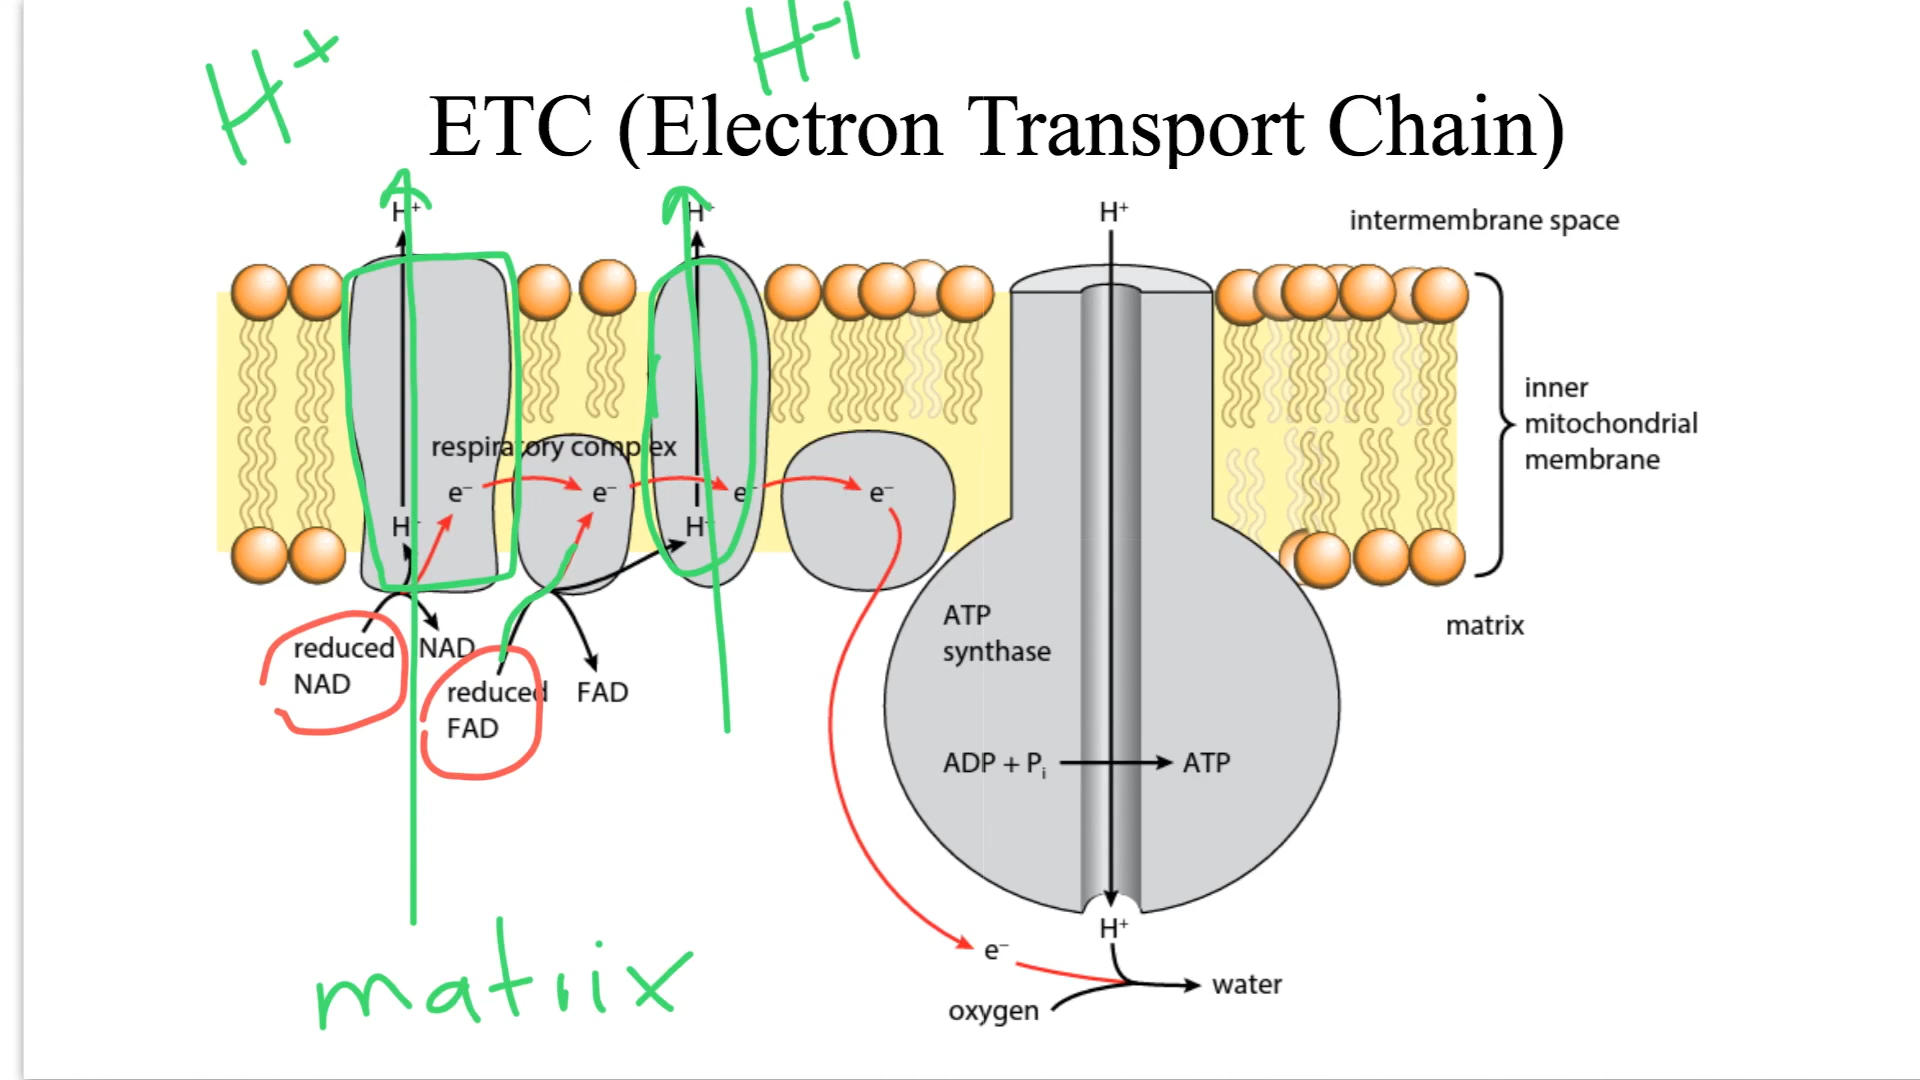 H+
H+
ETC (Electron Transport Chain)
H⁺
H⁺
H⁺
intermembrane space
inner
mitochondrial
membrane
respiratory complex
e⁻
e⁻
e⁻
e⁻
H⁺
H⁺
ATP
synthase
matrix
reduced
NAD
NAD
reduced
FAD
FAD
ADP + Pᵢ
ATP
H⁺
e⁻
oxygen
water
matrix